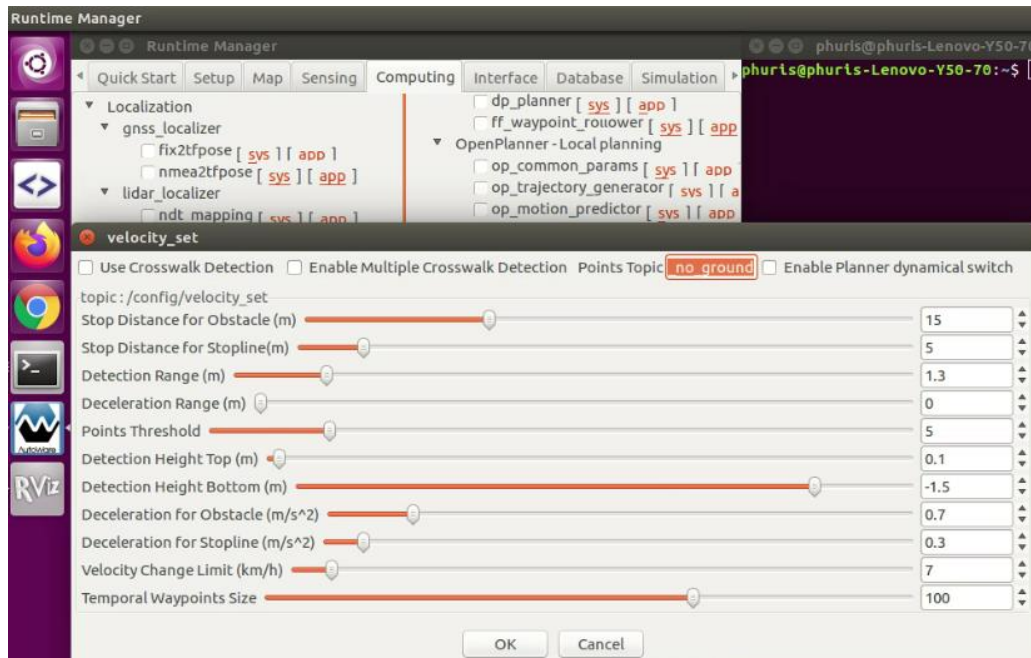 Runtime Manager
Runtime Manager
phuris@phuris-Lenovo-Y50-70
Quick Start Setup Map Sensing Computing Interface Database Simulation
phuris@phuris-Lenovo-Y50-70:~$
Localization
gnss_localizer
fix2tfpose [ sys ] [ app ]
nmea2tfpose [ sys ] [ app ]
lidar_localizer
ndt_mapping [ sys ] [ app ]
dp_planner [ sys ] [ app ]
ff_waypoint_follower [ sys ] [ app
OpenPlanner - Local planning
op_common_params [ sys ] [ app
op_trajectory_generator [ sys ] [ a
op_motion_predictor [ sys ] [ app
velocity_set
Use Crosswalk Detection Enable Multiple Crosswalk Detection Points Topic no_ground Enable Planner dynamical switch
topic : /config/velocity_set
Stop Distance for Obstacle (m) 15
Stop Distance for Stopline(m) 5
Detection Range (m) 1.3
Deceleration Range (m) 0
Points Threshold 5
Detection Height Top (m) 0.1
Detection Height Bottom (m) -1.5
Deceleration for Obstacle (m/s^2) 0.7
Deceleration for Stopline (m/s^2) 0.3
Velocity Change Limit (km/h) 7
Temporal Waypoints Size 100
OK Cancel
Autoware
RViz